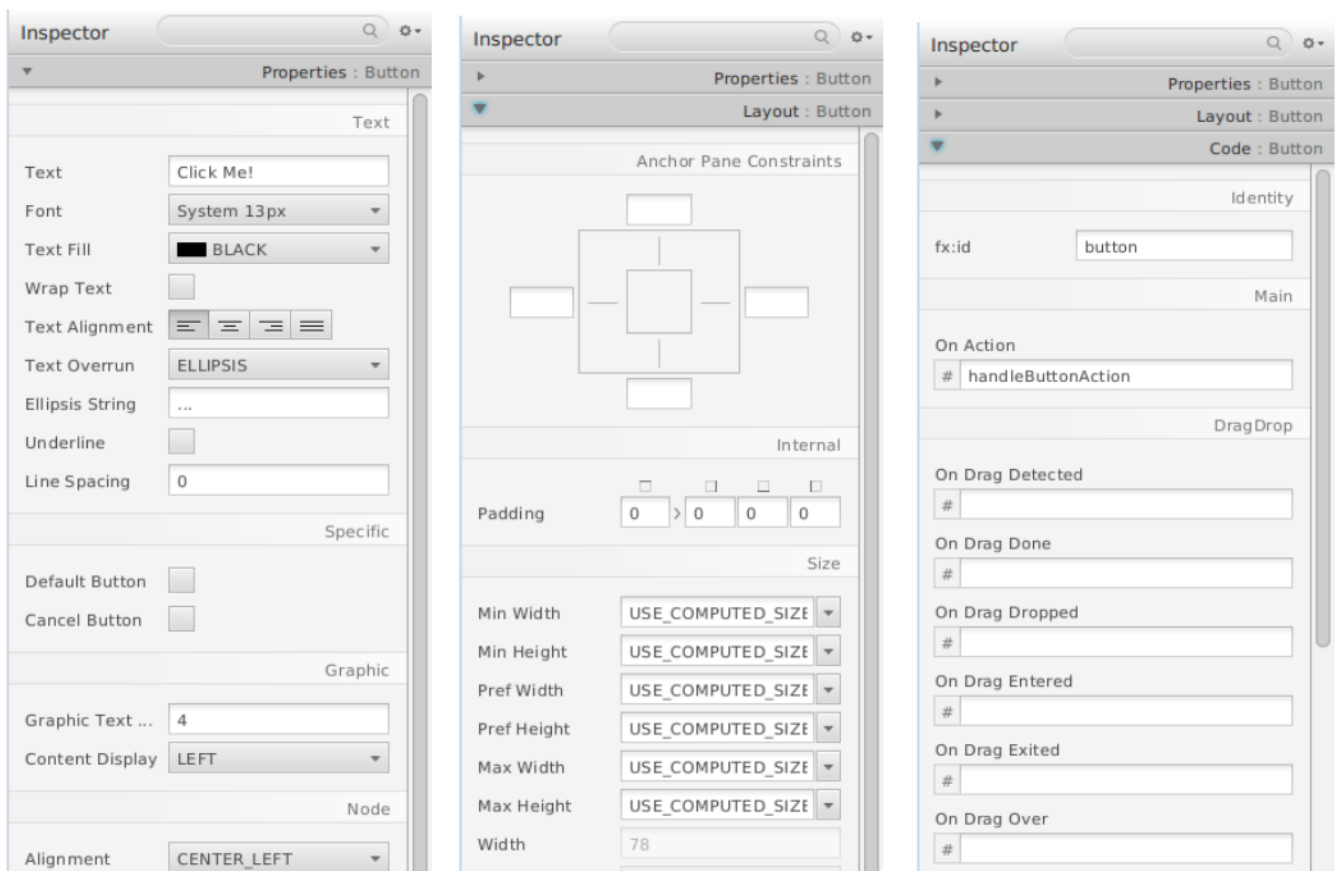 Inspector
Properties : Button
Text
Text Click Me!
Font System 13px
Text Fill BLACK
Wrap Text
Text Alignment
Text Overrun ELLIPSIS
Ellipsis String ...
Underline
Line Spacing 0
Specific
Default Button
Cancel Button
Graphic
Graphic Text ... 4
Content Display LEFT
Node
Alignment CENTER_LEFT
Inspector
Properties : Button
Layout : Button
Anchor Pane Constraints
Internal
Padding 0 > 0 0 0
Size
Min Width USE_COMPUTED_SIZE
Min Height USE_COMPUTED_SIZE
Pref Width USE_COMPUTED_SIZE
Pref Height USE_COMPUTED_SIZE
Max Width USE_COMPUTED_SIZE
Max Height USE_COMPUTED_SIZE
Width 78
Inspector
Properties : Button
Layout : Button
Code : Button
Identity
fx:id button
Main
On Action
# handleButtonAction
DragDrop
On Drag Detected
#
On Drag Done
#
On Drag Dropped
#
On Drag Entered
#
On Drag Exited
#
On Drag Over
#